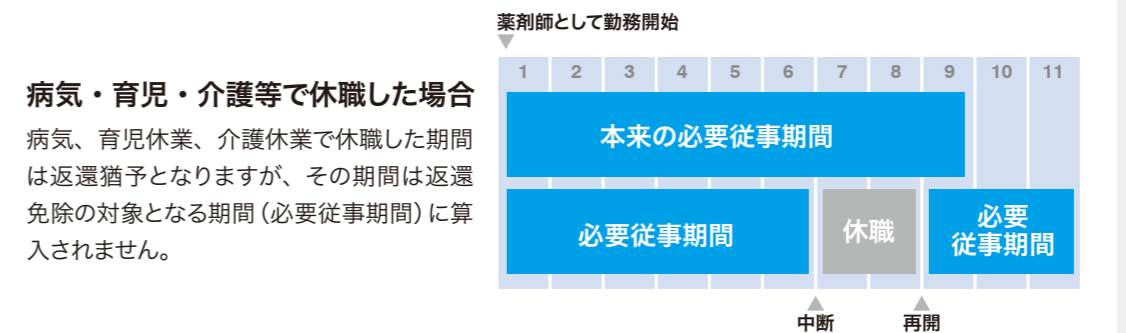 薬剤師として勤務開始
1 2 3 4 5 6 7 8 9 10 11
病気・育児・介護等で休職した場合
病気、育児休業、介護休業で休職した期間
は返還猶予となりますが、その期間は返還
免除の対象となる期間（必要従事期間）に算
入されません。
本来の必要従事期間
必要従事期間
休職
必要
従事期間
中断
再開